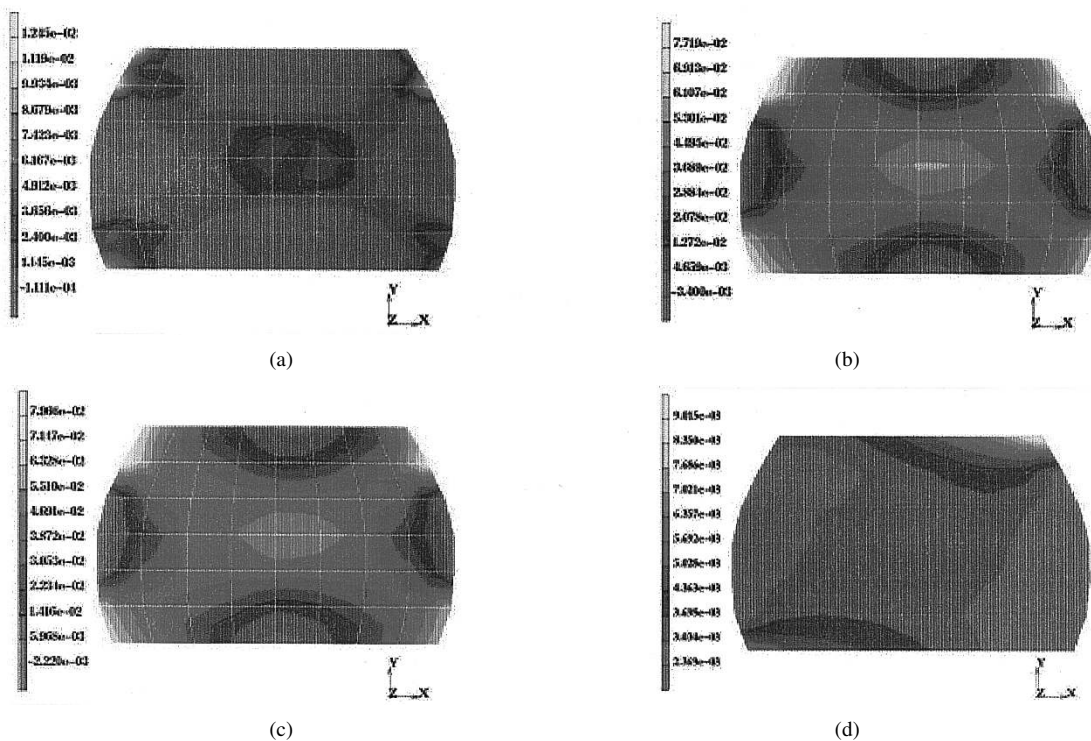 1.119e-02
9.934e-03
8.679e-03
7.423e-03
6.167e-03
4.912e-03
3.656e-03
2.400e-03
1.145e-03
-1.111e-04
Y
Z X
(a)
7.719e-02
6.913e-02
6.107e-02
5.301e-02
4.495e-02
3.689e-02
2.884e-02
2.078e-02
1.272e-02
4.659e-03
-3.400e-03
Y
Z X
(b)
7.966e-02
7.147e-02
6.328e-02
5.510e-02
4.691e-02
3.872e-02
3.053e-02
2.234e-02
1.416e-02
5.968e-03
-2.220e-03
Y
Z X
(c)
9.015e-03
8.350e-03
7.686e-03
7.021e-03
6.357e-03
5.692e-03
5.028e-03
4.363e-03
3.698e-03
3.034e-03
2.369e-03
Y
Z X
(d)